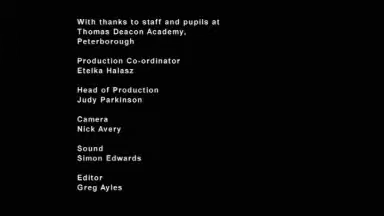 With thanks to staff and pupils at
Thomas Deacon Academy,
Peterborough
Production Co-ordinator
Etelka Halasz
Head of Production
Judy Parkinson
Camera
Nick Avery
Sound
Simon Edwards
Editor
Greg Ayles